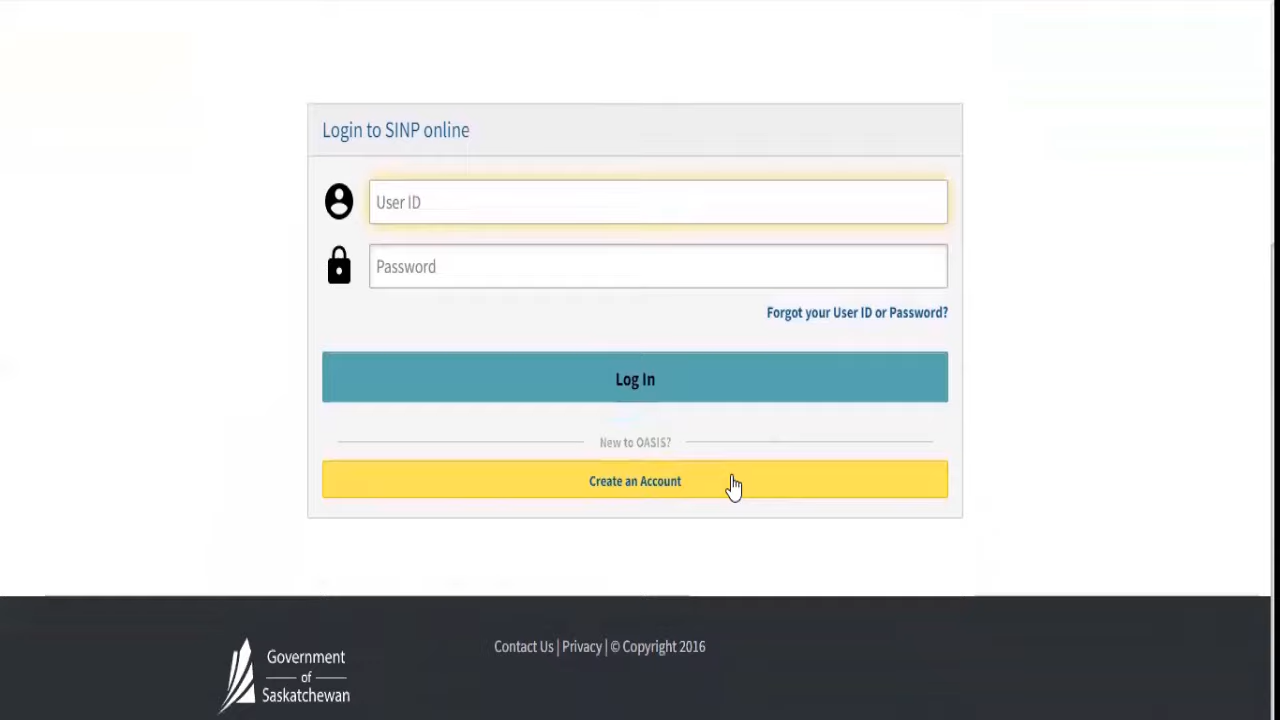 Login to SINP online
User ID
Password
Forgot your User ID or Password?
Log In
New to OASIS?
Create an Account
Contact Us | Privacy | © Copyright 2016
Government
of
Saskatchewan